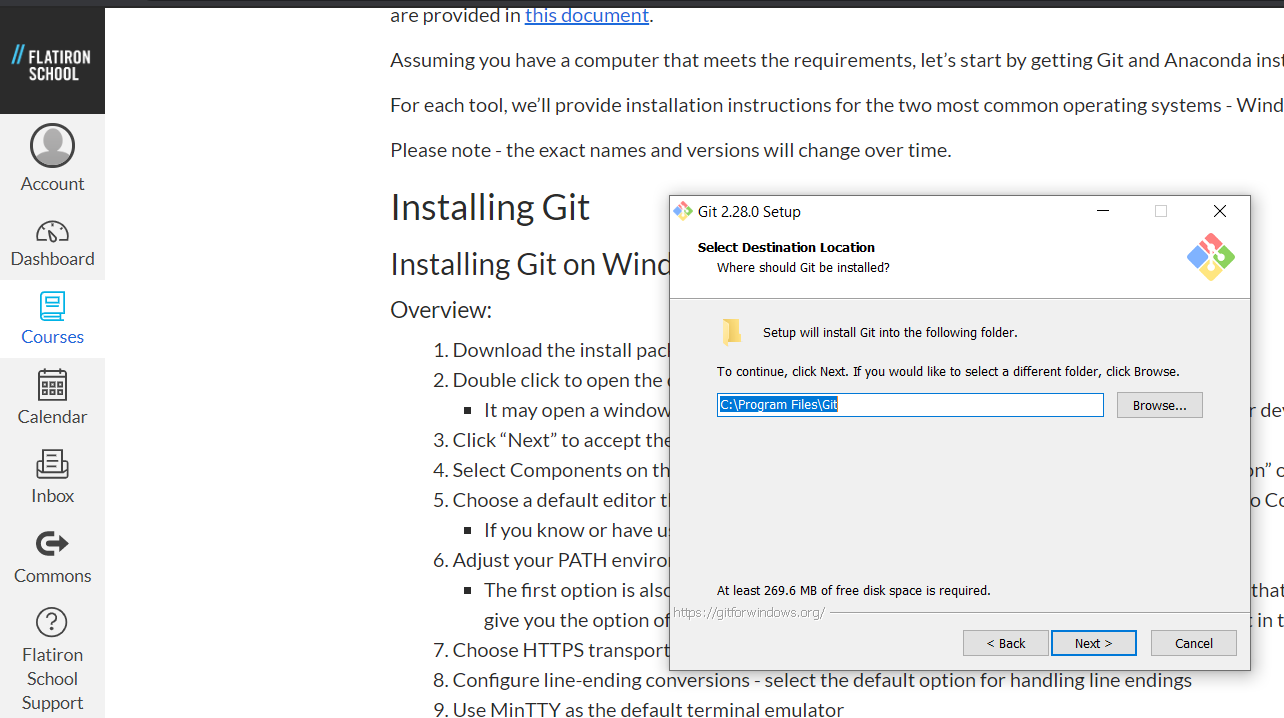 FLATIRON
SCHOOL
Account
Dashboard
Courses
Calendar
Inbox
Commons
Flatiron
School
Support
are provided in this document.
Assuming you have a computer that meets the requirements, let’s start by getting Git and Anaconda inst
For each tool, we’ll provide installation instructions for the two most common operating systems - Wind
Please note - the exact names and versions will change over time.
Installing Git
Installing Git on Wind
Overview:
1. Download the install pac
2. Double click to open the
▪ It may open a window
r dev
3. Click “Next” to accept the
4. Select Components on th
on” o
5. Choose a default editor t
o Co
▪ If you know or have u
6. Adjust your PATH enviro
▪ The first option is also
that
give you the option of
t in t
7. Choose HTTPS transport
8. Configure line-ending conversions - select the default option for handling line endings
9. Use MinTTY as the default terminal emulator
Git 2.28.0 Setup
Select Destination Location
Where should Git be installed?
Setup will install Git into the following folder.
To continue, click Next. If you would like to select a different folder, click Browse.
C:\Program Files\Git
Browse...
At least 269.6 MB of free disk space is required.
https://gitforwindows.org/
< Back
Next >
Cancel